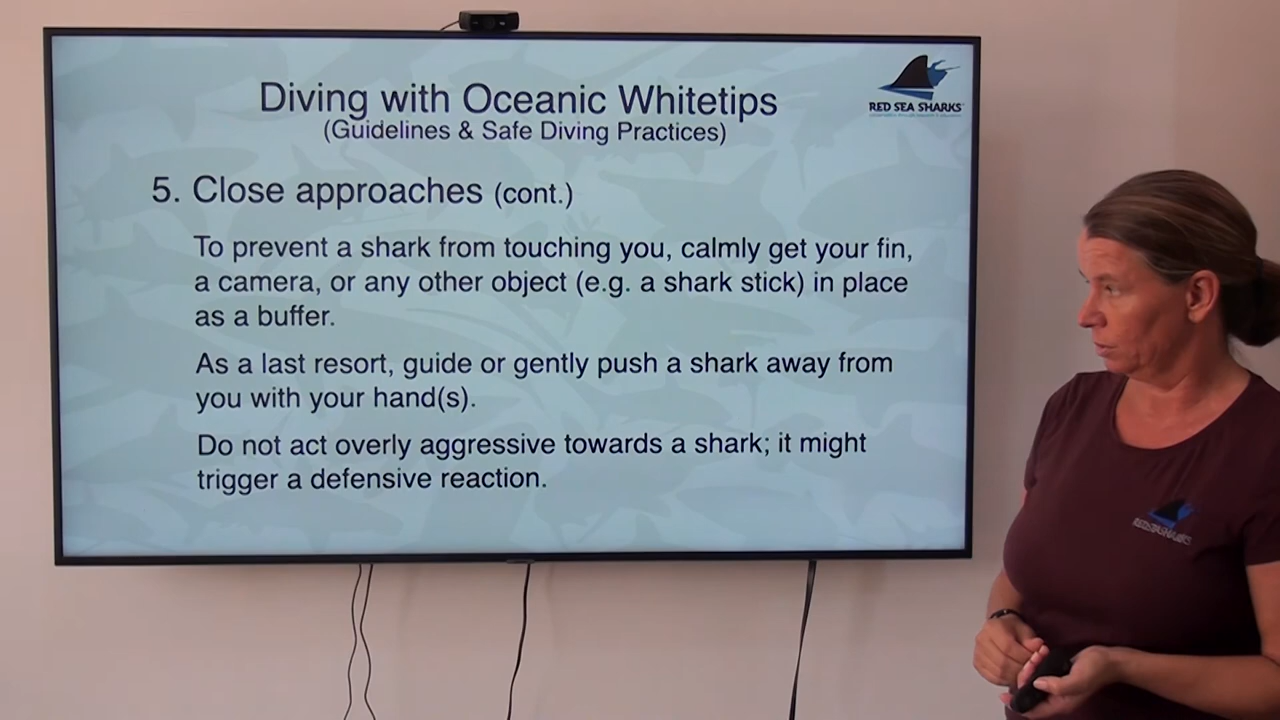 Diving with Oceanic Whitetips
(Guidelines & Safe Diving Practices)
RED SEA SHARKS
5. Close approaches (cont.)
To prevent a shark from touching you, calmly get your fin,
a camera, or any other object (e.g. a shark stick) in place
as a buffer.
As a last resort, guide or gently push a shark away from
you with your hand(s).
Do not act overly aggressive towards a shark; it might
trigger a defensive reaction.
RED SEA SHARKS